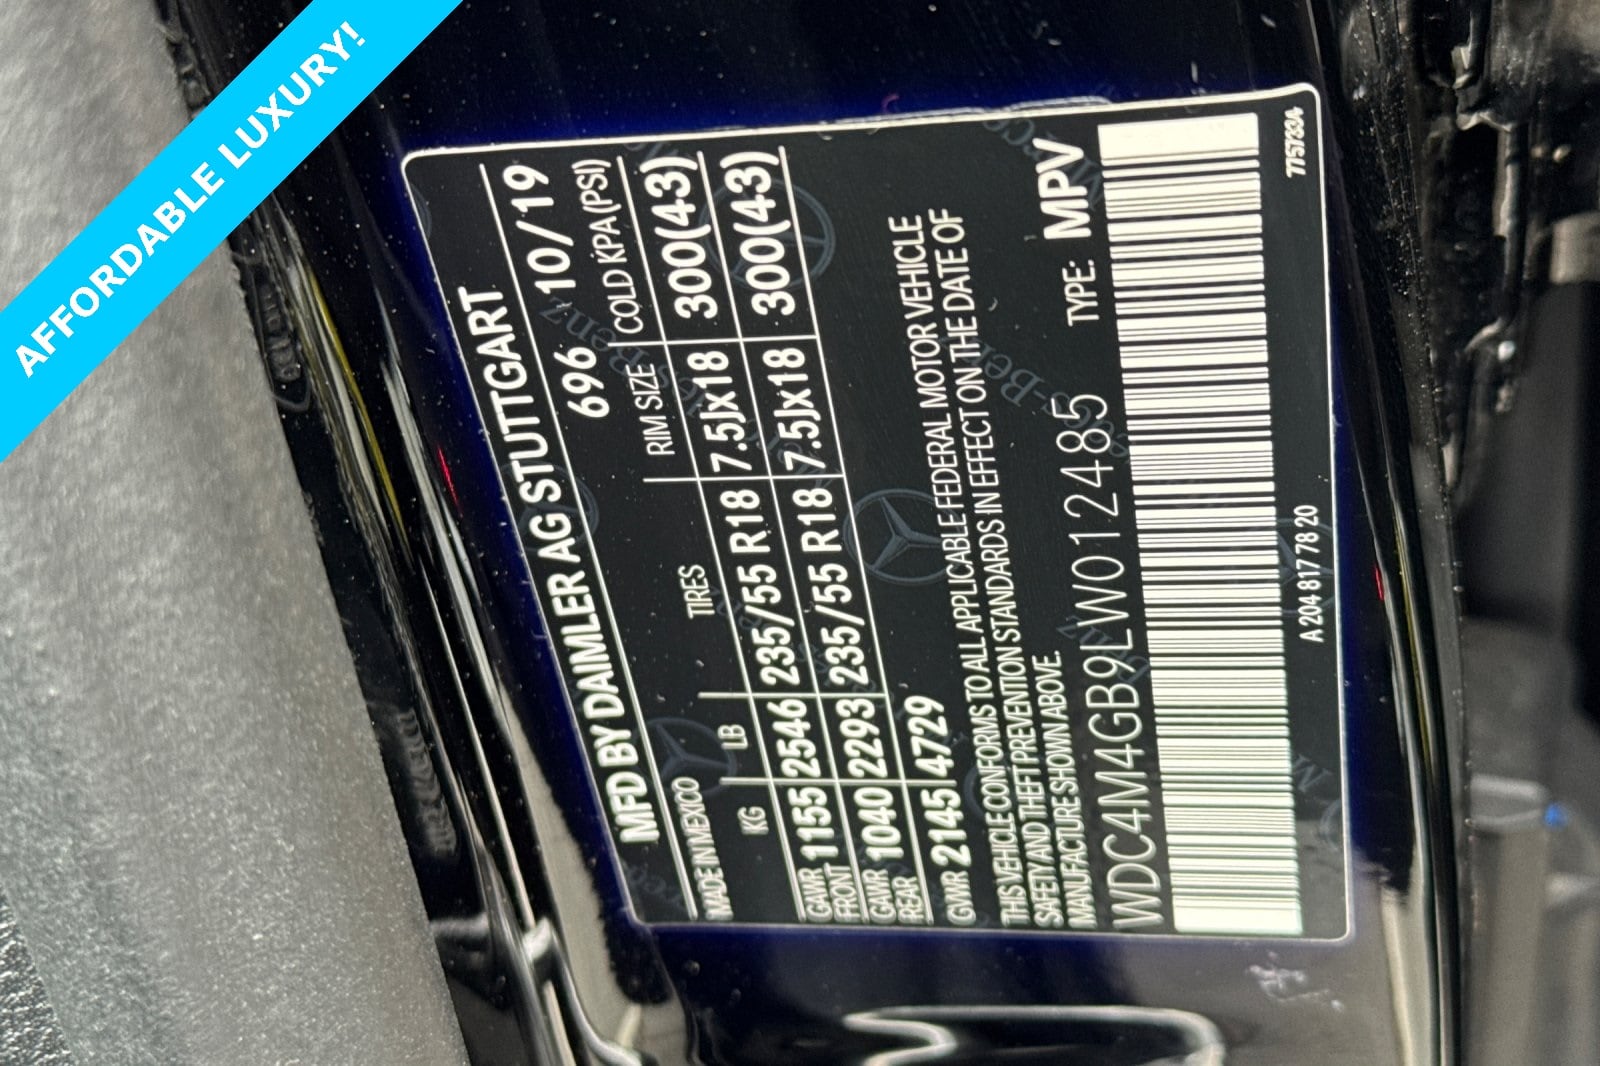 AFFORDABLE LUXURY!
MFD BY DAIMLER AG STUTTGART
MADE IN MEXICO 696 10/19
KG LB TIRES RIM SIZE COLD KPA(PSI)
GAWR FRONT 1155 2546 235/55 R18 7.5Jx18 300(43)
GAWR REAR 1040 2293 235/55 R18 7.5Jx18 300(43)
GVWR 2145 4729
THIS VEHICLE CONFORMS TO ALL APPLICABLE FEDERAL MOTOR VEHICLE
SAFETY AND THEFT PREVENTION STANDARDS IN EFFECT ON THE DATE OF
MANUFACTURE SHOWN ABOVE.
WDC4M4GB9LW012485 TYPE: MPV
A 204 817 78 20
7757334